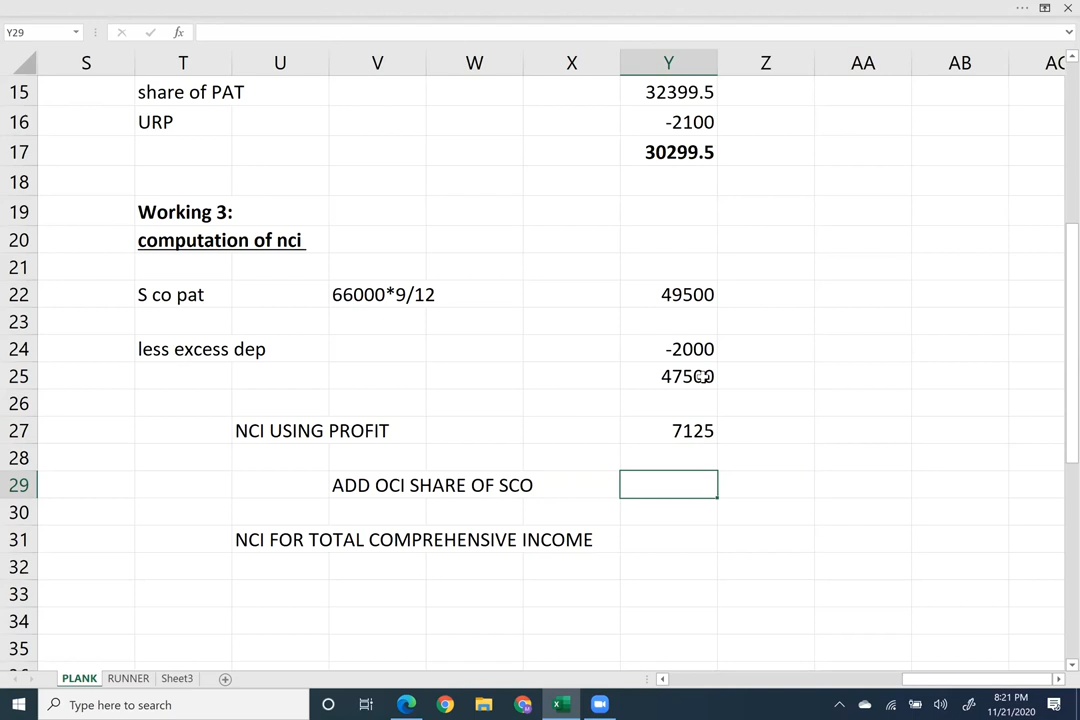 Y29
fx
S T U V W X Y Z AA AB AC
15 share of PAT 32399.5
16 URP -2100
17 30299.5
18
19 Working 3:
20 computation of nci
21
22 S co pat 66000*9/12 49500
23
24 less excess dep -2000
25 47500
26
27 NCI USING PROFIT 7125
28
29 ADD OCI SHARE OF SCO
30
31 NCI FOR TOTAL COMPREHENSIVE INCOME
32
33
34
35
PLANK RUNNER Sheet3
Type here to search
8:21 PM
11/21/2020